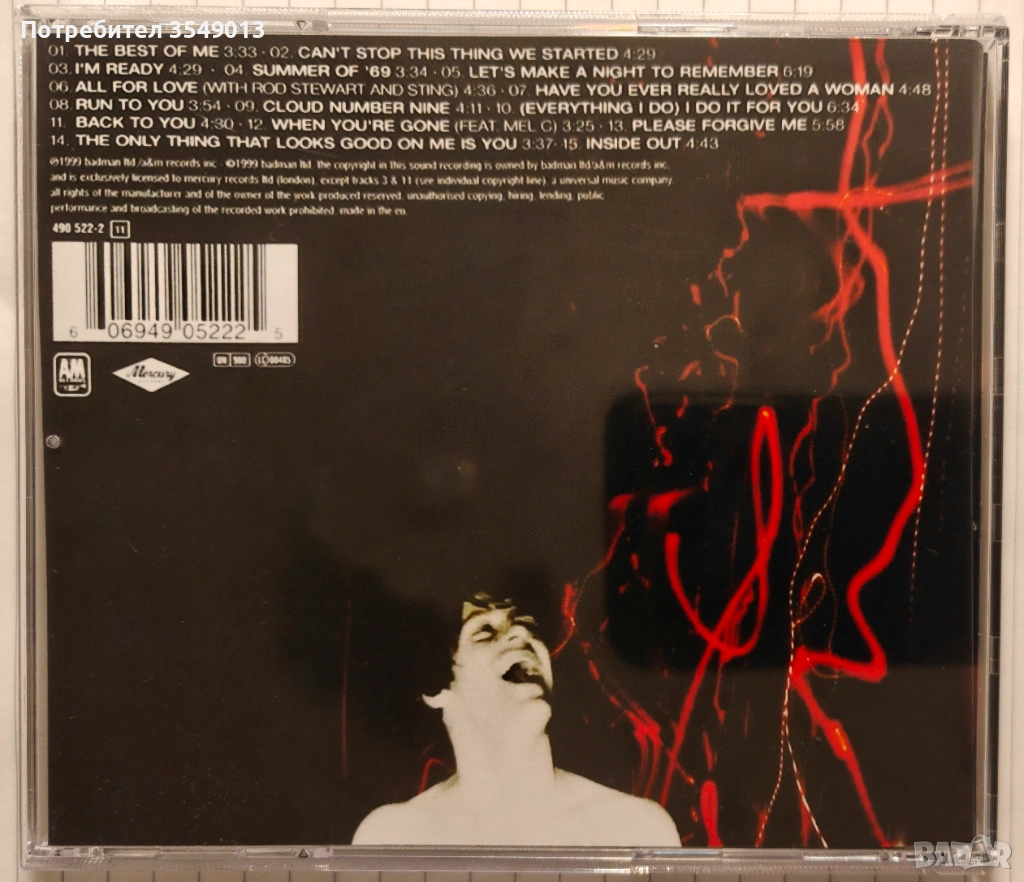 Потребител 3549013
01. THE BEST OF ME 3:33 · 02. CAN'T STOP THIS THING WE STARTED 4:29 ·
03. I'M READY 4:29 · 04. SUMMER OF '69 3:34 · 05. LET'S MAKE A NIGHT TO REMEMBER 6:19
06. ALL FOR LOVE (WITH ROD STEWART AND STING) 4:36 · 07. HAVE YOU EVER REALLY LOVED A WOMAN 4:48
08. RUN TO YOU 3:54 · 09. CLOUD NUMBER NINE 4:11 · 10. (EVERYTHING I DO) I DO IT FOR YOU 6:34
11. BACK TO YOU 4:30 · 12. WHEN YOU'RE GONE (FEAT. MEL C) 3:25 · 13. PLEASE FORGIVE ME 5:58
14. THE ONLY THING THAT LOOKS GOOD ON ME IS YOU 3:37 · 15. INSIDE OUT 4:43
℗1999 badman ltd./a&m records inc. · ©1999 badman ltd. the copyright in this sound recording is owned by badman ltd/a&m records inc.
and is exclusively licensed to mercury records ltd (london), except tracks 3 & 11 (see individual copyright line). a universal music company.
all rights of the manufacturer and of the owner of the work produced reserved. unauthorised copying, hiring, lending, public
performance and broadcasting of the recorded work prohibited. made in the eu.
490 522-2 11
6 06949 05222 5
AM
Mercury
900 LC 00485
BAZAR